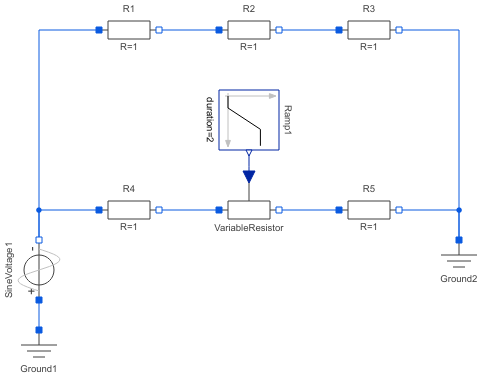 R1
R2
R3
R=1
R=1
R=1
duration=2
Ramp1
R4
R5
R=1
VariableResistor
R=1
SineVoltage1
-
+
Ground2
Ground1